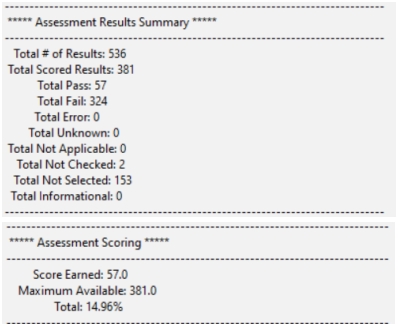 ***** Assessment Results Summary *****
Total # of Results: 536
Total Scored Results: 381
Total Pass: 57
Total Fail: 324
Total Error: 0
Total Unknown: 0
Total Not Applicable: 0
Total Not Checked: 2
Total Not Selected: 153
Total Informational: 0
***** Assessment Scoring *****
Score Earned: 57.0
Maximum Available: 381.0
Total: 14.96%